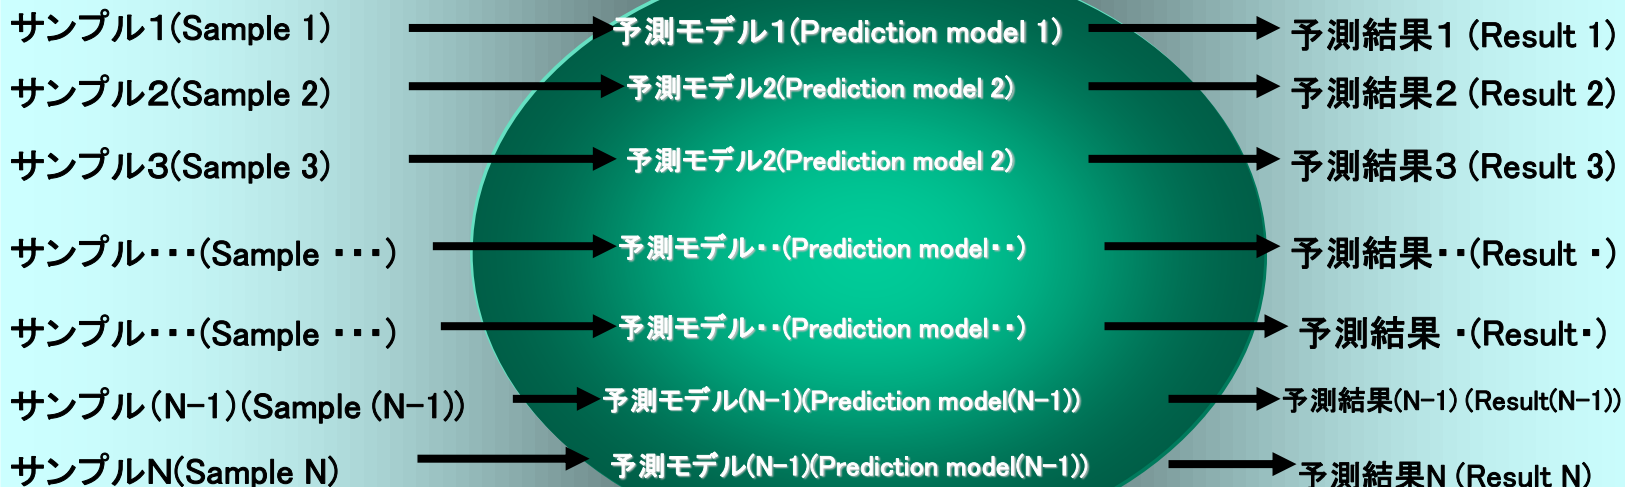 サンプル１(Sample 1) 予測モデル１(Prediction model 1) 予測結果１ (Result 1)
サンプル２(Sample 2) 予測モデル2(Prediction model 2) 予測結果２ (Result 2)
サンプル３(Sample 3) 予測モデル2(Prediction model 2) 予測結果３ (Result 3)
サンプル・・・(Sample ・・・) 予測モデル・・(Prediction model・・) 予測結果・・(Result ・)
サンプル・・・(Sample ・・・) 予測モデル・・(Prediction model・・) 予測結果 ・(Result・)
サンプル(N-1)(Sample (N-1)) 予測モデル(N-1)(Prediction model(N-1)) 予測結果(N-1) (Result(N-1))
サンプルN(Sample N) 予測モデル(N-1)(Prediction model(N-1)) 予測結果N (Result N)